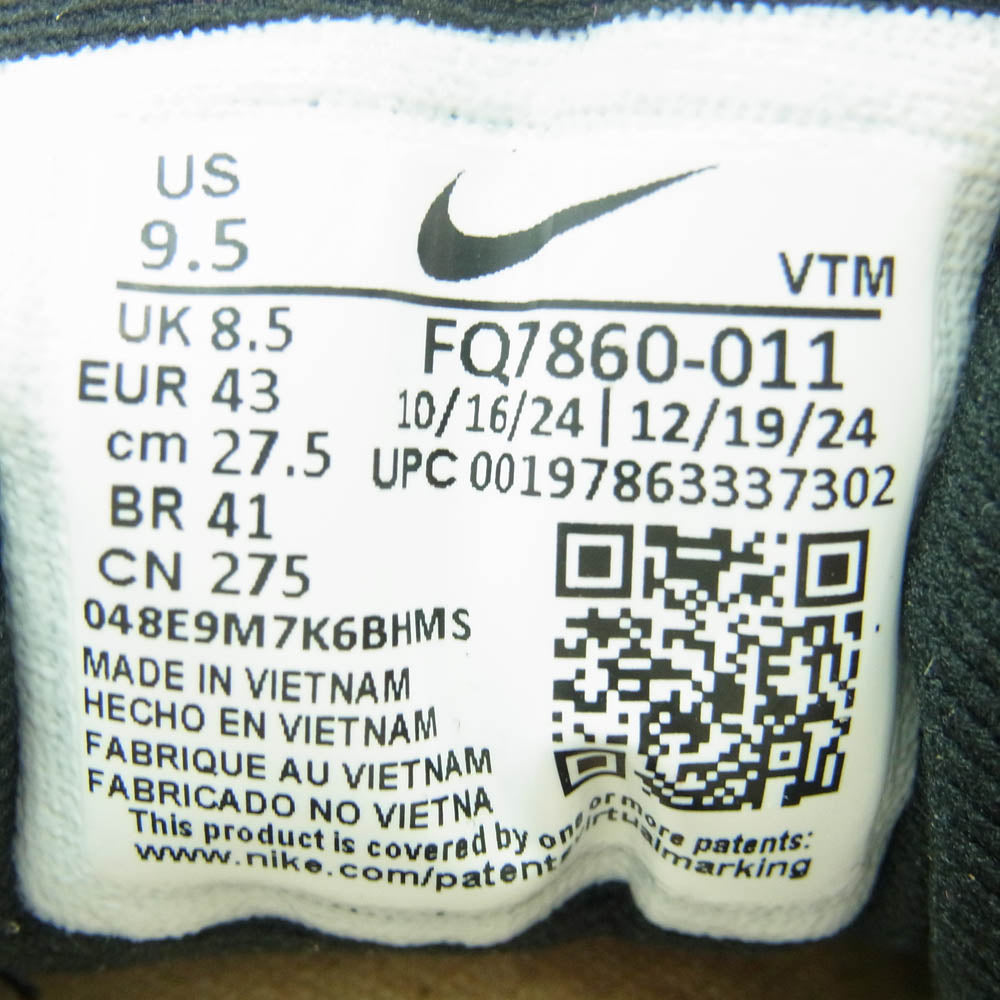 US
9.5
VTM
UK 8.5
EUR 43
cm 27.5
BR 41
CN 275
FQ7860-011
10/16/24 | 12/19/24
UPC 00197863337302
048E9M7K6BHMS
MADE IN VIETNAM
HECHO EN VIETNAM
FABRIQUE AU VIETNAM
FABRICADO NO VIETNA
This product is covered by one or more patents:
www.nike.com/patents